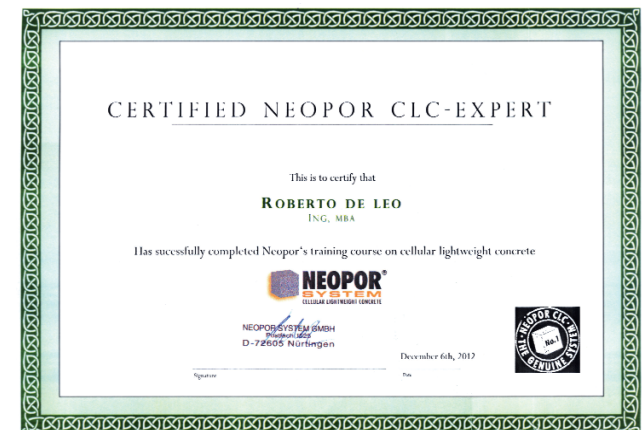 CERTIFIED NEOPOR CLC-EXPERT
This is to certify that
ROBERTO DE LEO
ING, MBA
Has sucessfully completed Neopor's training course on cellular lightweight concrete
NEOPOR®
SYSTEM
CELLULAR LIGHTWEIGHT CONCRETE
NEOPOR SYSTEM GMBH
D-72605 Nürtingen
December 6th, 2012
Signature
Date
NEOPOR CLC
No.1
THE GENUINE SYSTEM